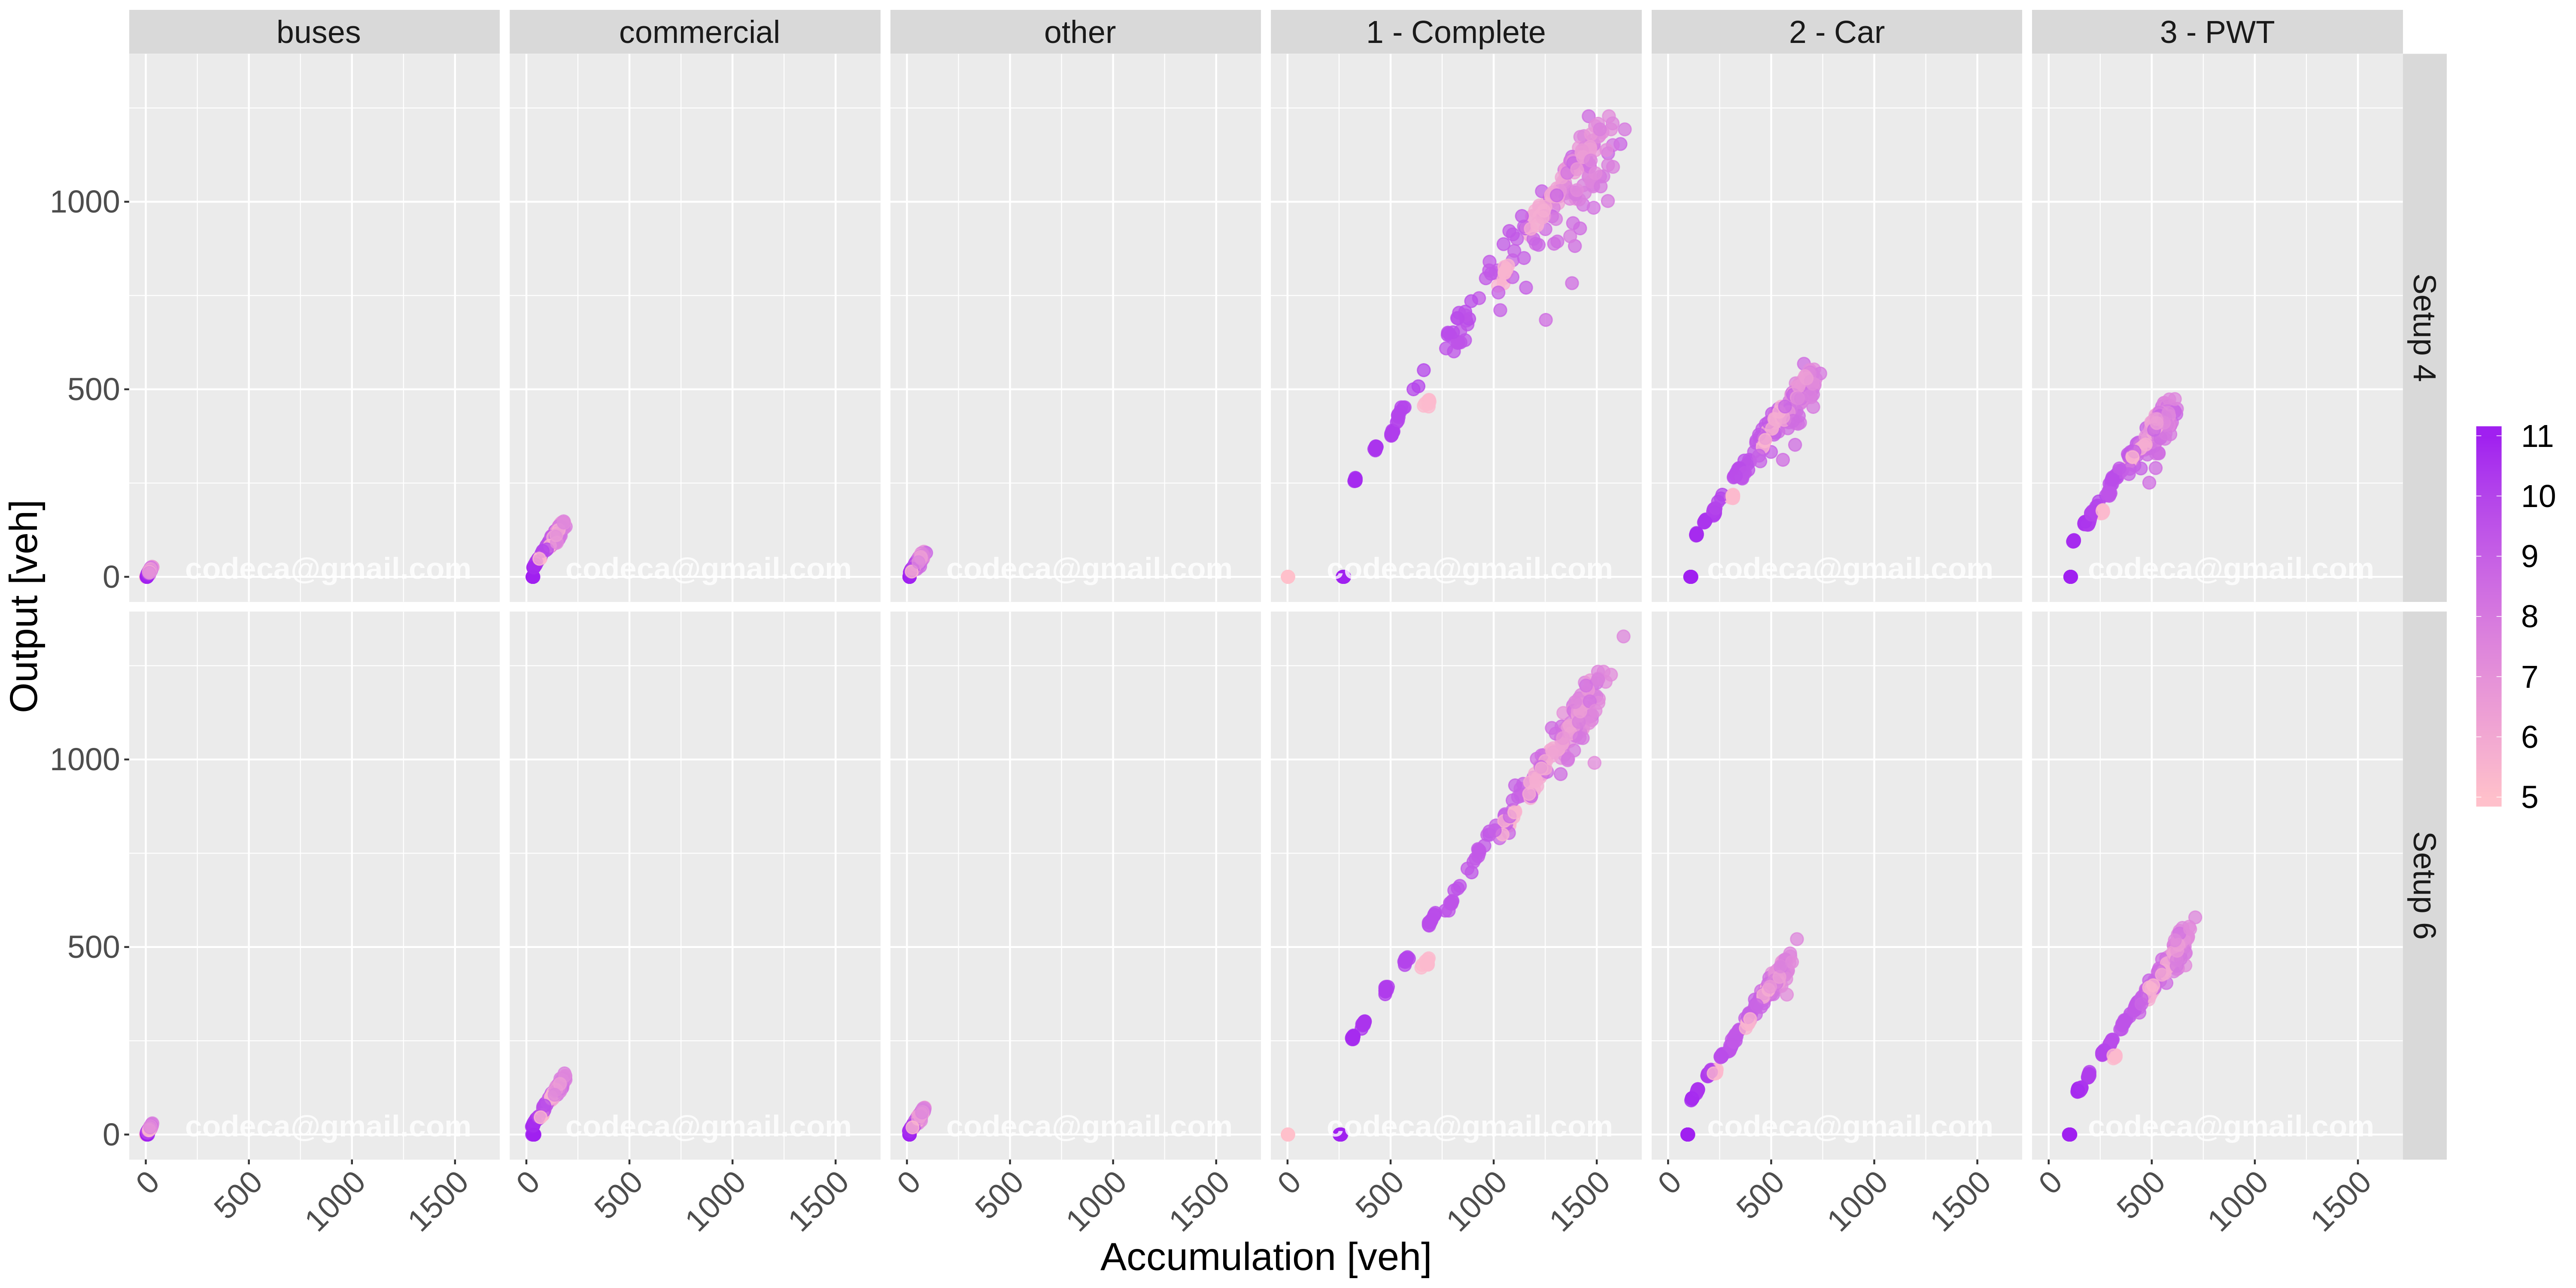 buses commercial other 1 - Complete 2 - Car 3 - PWT
Output [veh]
1000
500
0
codeca@gmail.com codeca@gmail.com codeca@gmail.com codeca@gmail.com codeca@gmail.com codeca@gmail.com
Setup 4
1000
500
0
codeca@gmail.com codeca@gmail.com codeca@gmail.com codeca@gmail.com codeca@gmail.com codeca@gmail.com
Setup 6
0 500 1000 1500 0 500 1000 1500 0 500 1000 1500 0 500 1000 1500 0 500 1000 1500 0 500 1000 1500
Accumulation [veh]
11
10
9
8
7
6
5